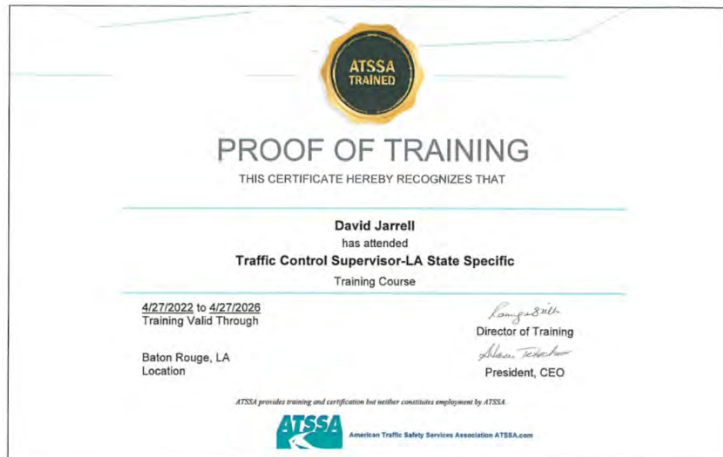 ATSSA
TRAINED
PROOF OF TRAINING
THIS CERTIFICATE HEREBY RECOGNIZES THAT
David Jarrell
has attended
Traffic Control Supervisor-LA State Specific
Training Course
4/27/2022 to 4/27/2026
Training Valid Through
Director of Training
Baton Rouge, LA
Location
President, CEO
ATSSA provides training and certification but neither constitutes employment by ATSSA.
ATSSA
American Traffic Safety Services Association ATSSA.com